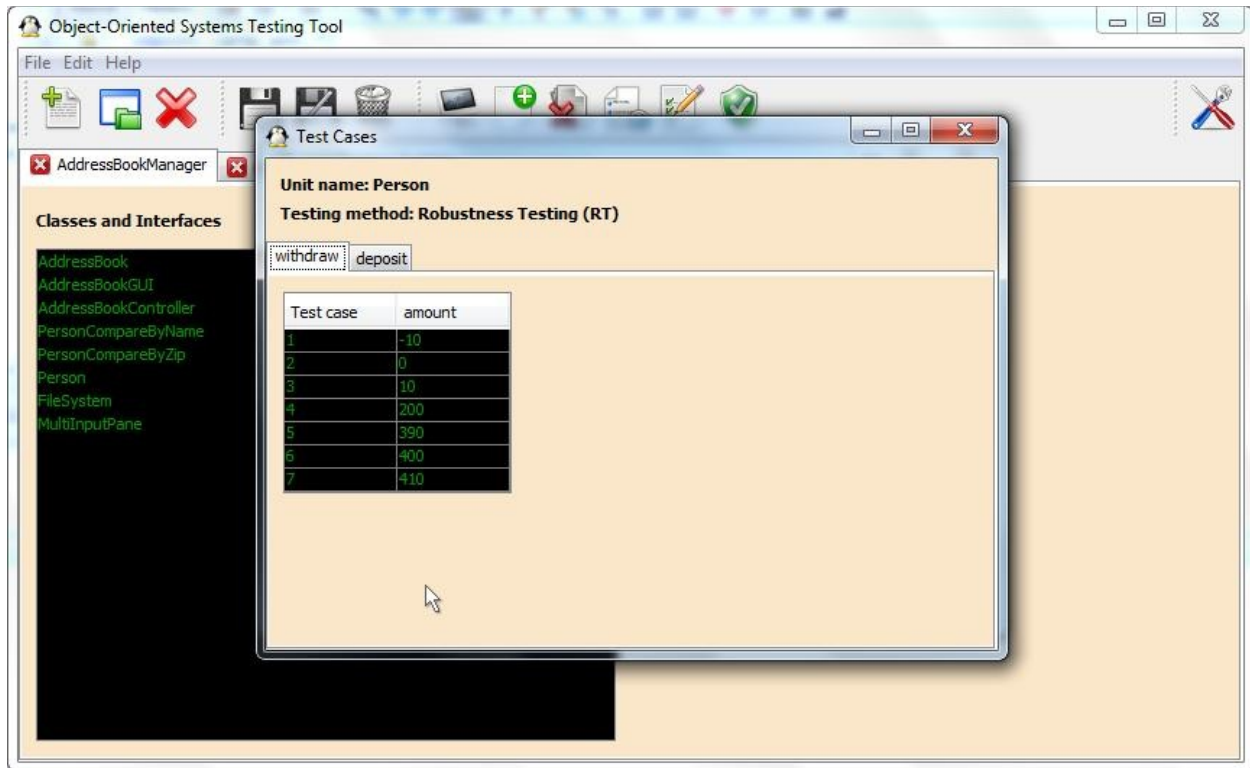 Object-Oriented Systems Testing Tool
File Edit Help
AddressBookManager
Classes and Interfaces
AddressBook
AddressBookGUI
AddressBookController
PersonCompareByName
PersonCompareByZip
Person
FileSystem
MultiInputPane
Test Cases
Unit name: Person
Testing method: Robustness Testing (RT)
withdraw deposit
Test case amount
1 -10
2 0
3 10
4 200
5 390
6 400
7 410